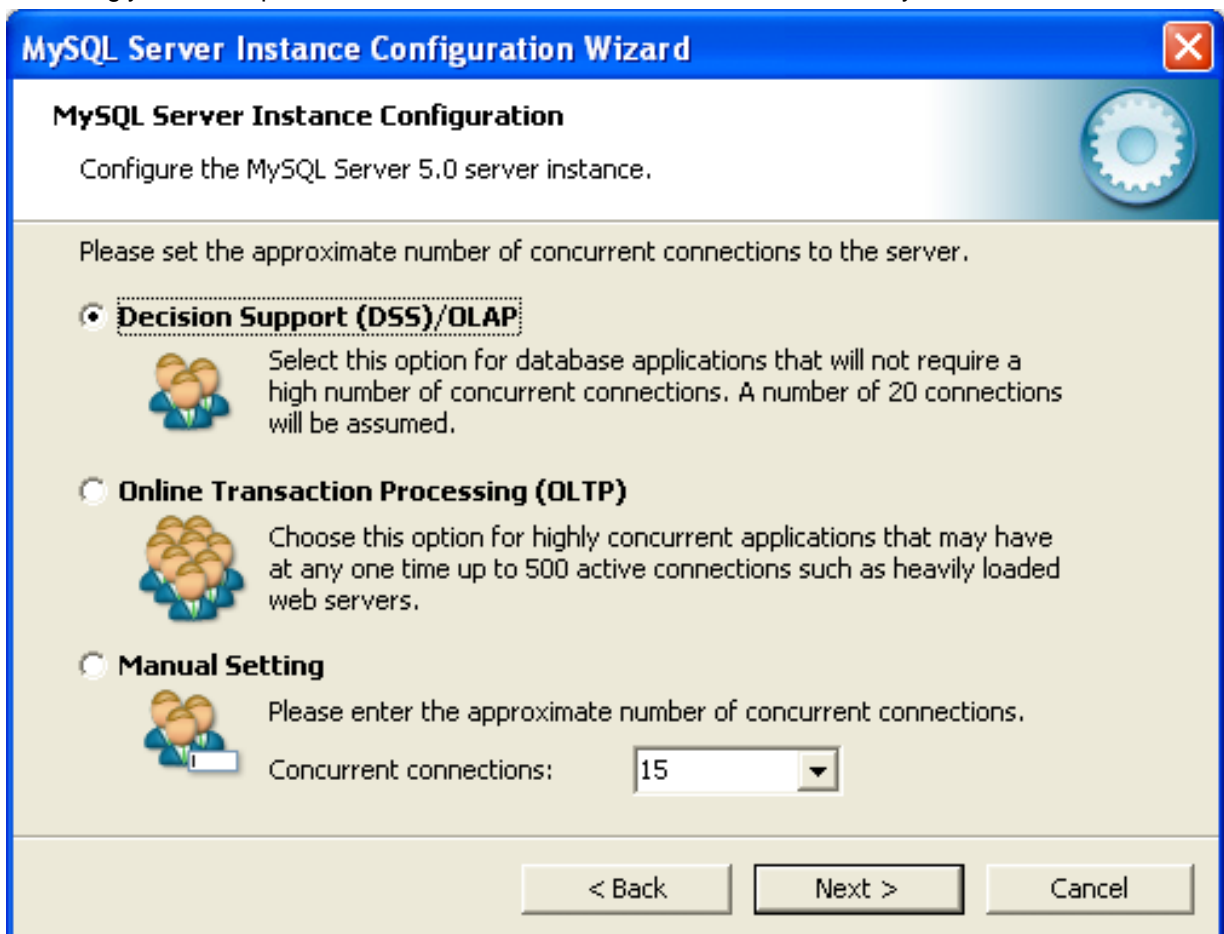 MySQL Server Instance Configuration Wizard
MySQL Server Instance Configuration
Configure the MySQL Server 5.0 server instance.
Please set the approximate number of concurrent connections to the server.
Decision Support (DSS)/OLAP
Select this option for database applications that will not require a
high number of concurrent connections. A number of 20 connections
will be assumed.
Online Transaction Processing (OLTP)
Choose this option for highly concurrent applications that may have
at any one time up to 500 active connections such as heavily loaded
web servers.
Manual Setting
Please enter the approximate number of concurrent connections.
Concurrent connections: 15
< Back Next > Cancel